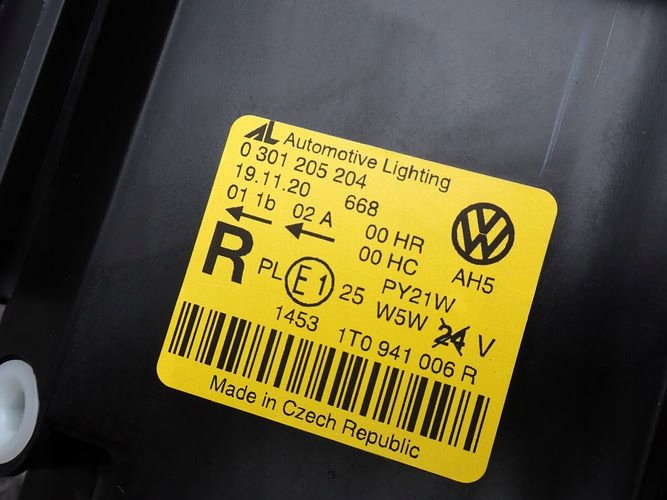 AL Automotive Lighting
0 301 205 204
19.11.20 668
01 1b 02 A 00 HR
00 HC
R PL E1 25 PY21W AH5
W5W 24 V
1453 1T0 941 006 R
Made in Czech Republic